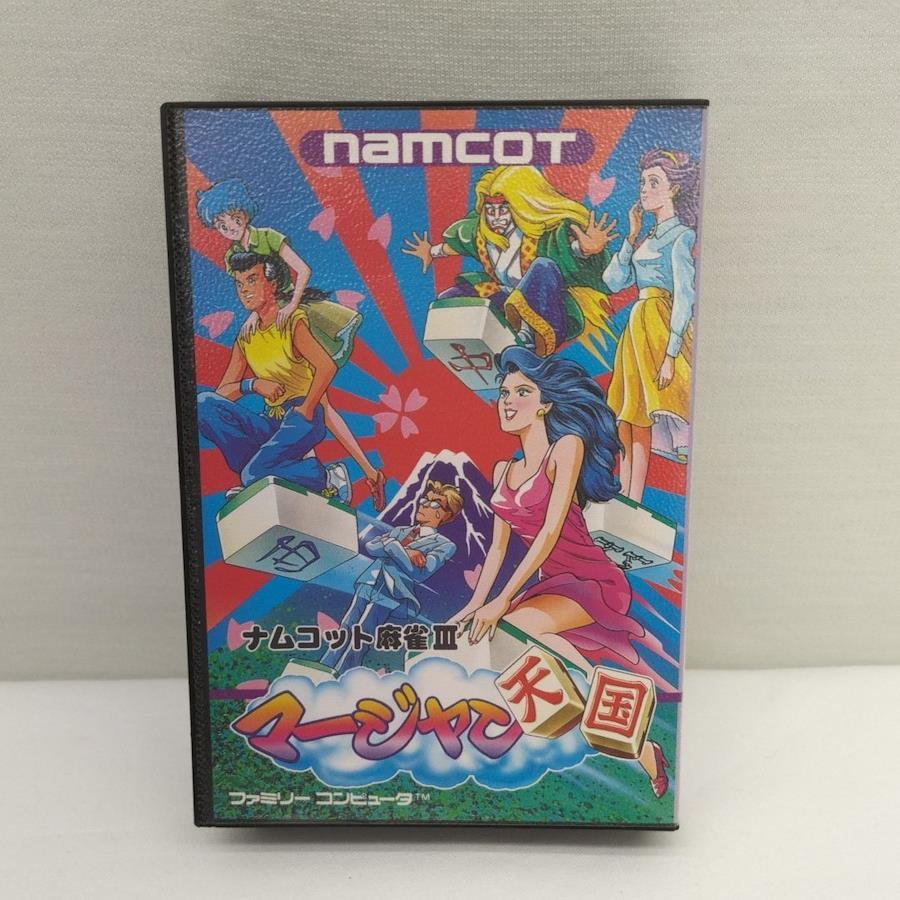 namcot
中
ナムコット麻雀Ⅲ
マージャン天国
ファミリーコンピュータ™